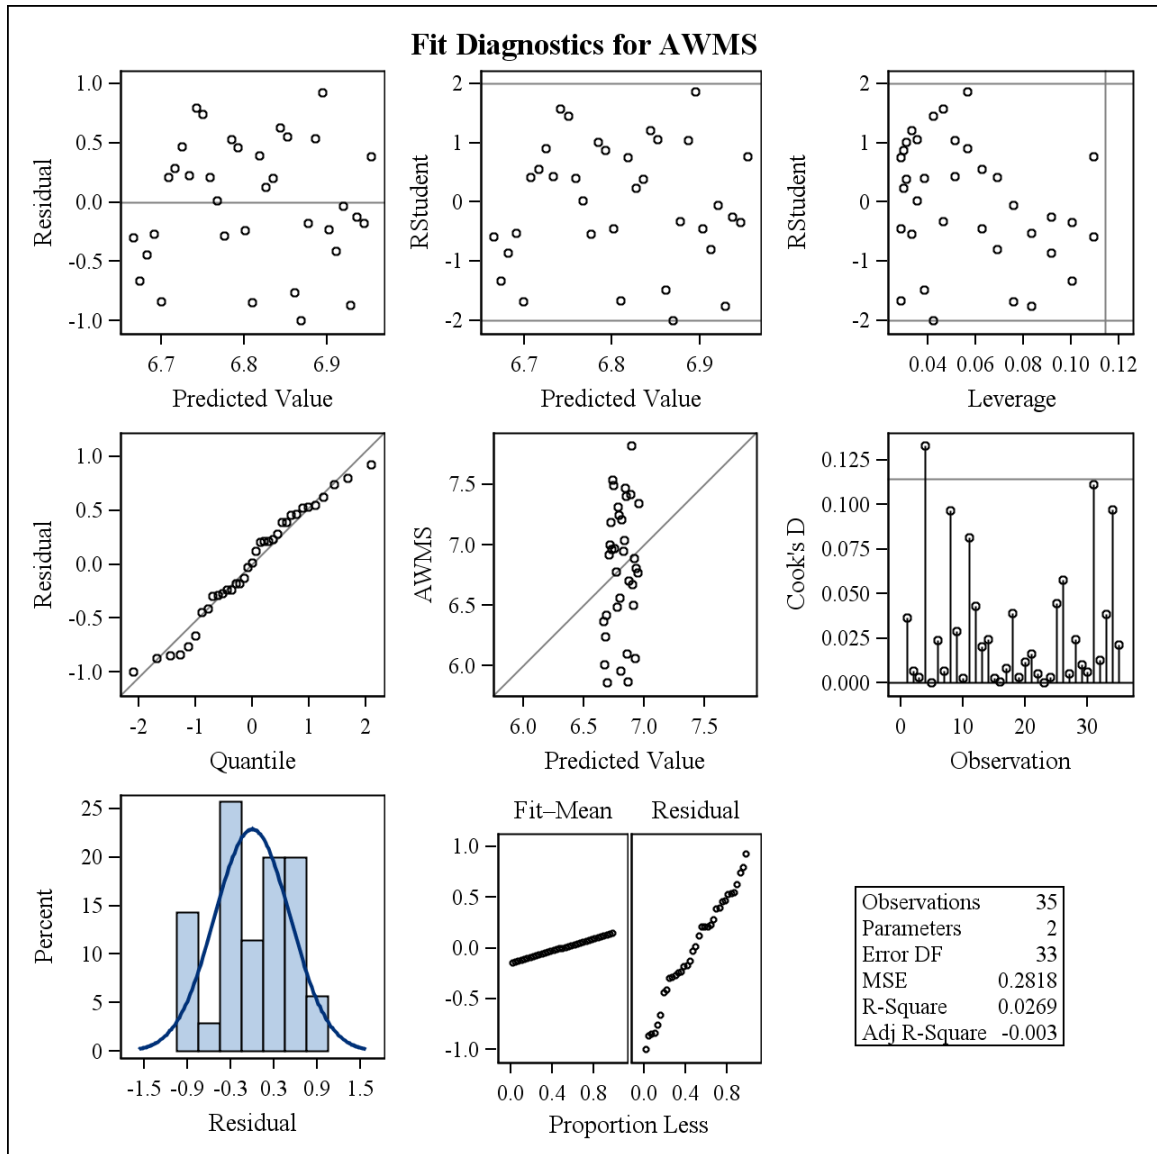 Fit Diagnostics for AWMS
1.0
0.5
0.0
-0.5
-1.0
Residual
6.7 6.8 6.9
Predicted Value
2
1
0
-1
-2
RStudent
6.7 6.8 6.9
Predicted Value
2
1
0
-1
-2
RStudent
0.04 0.06 0.08 0.10 0.12
Leverage
1.0
0.5
0.0
-0.5
-1.0
Residual
-2 -1 0 1 2
Quantile
7.5
7.0
6.5
6.0
AWMS
6.0 6.5 7.0 7.5
Predicted Value
0.125
0.100
0.075
0.050
0.025
0.000
Cook's D
0 10 20 30
Observation
25
20
15
10
5
0
Percent
-1.5 -0.9 -0.3 0.3 0.9 1.5
Residual
Fit–Mean Residual
1.0
0.5
0.0
-0.5
-1.0
0.0 0.4 0.8 0.0 0.4 0.8
Proportion Less
Observations 35
Parameters 2
Error DF 33
MSE 0.2818
R-Square 0.0269
Adj R-Square -0.003